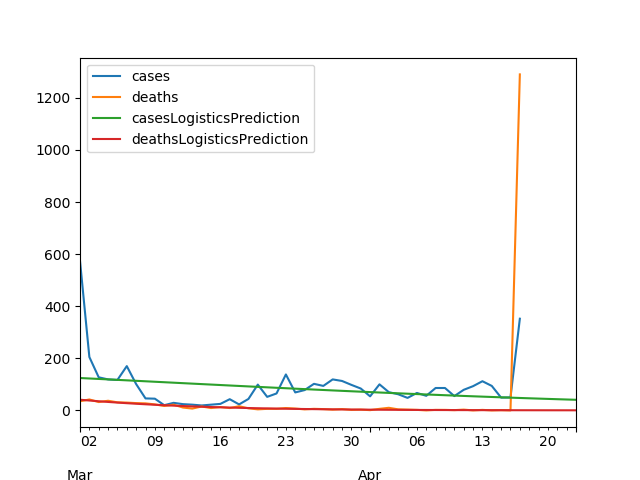 cases
deaths
casesLogisticsPrediction
deathsLogisticsPrediction
1200
1000
800
600
400
200
0
02 09 16 23 30 06 13 20
Mar Apr